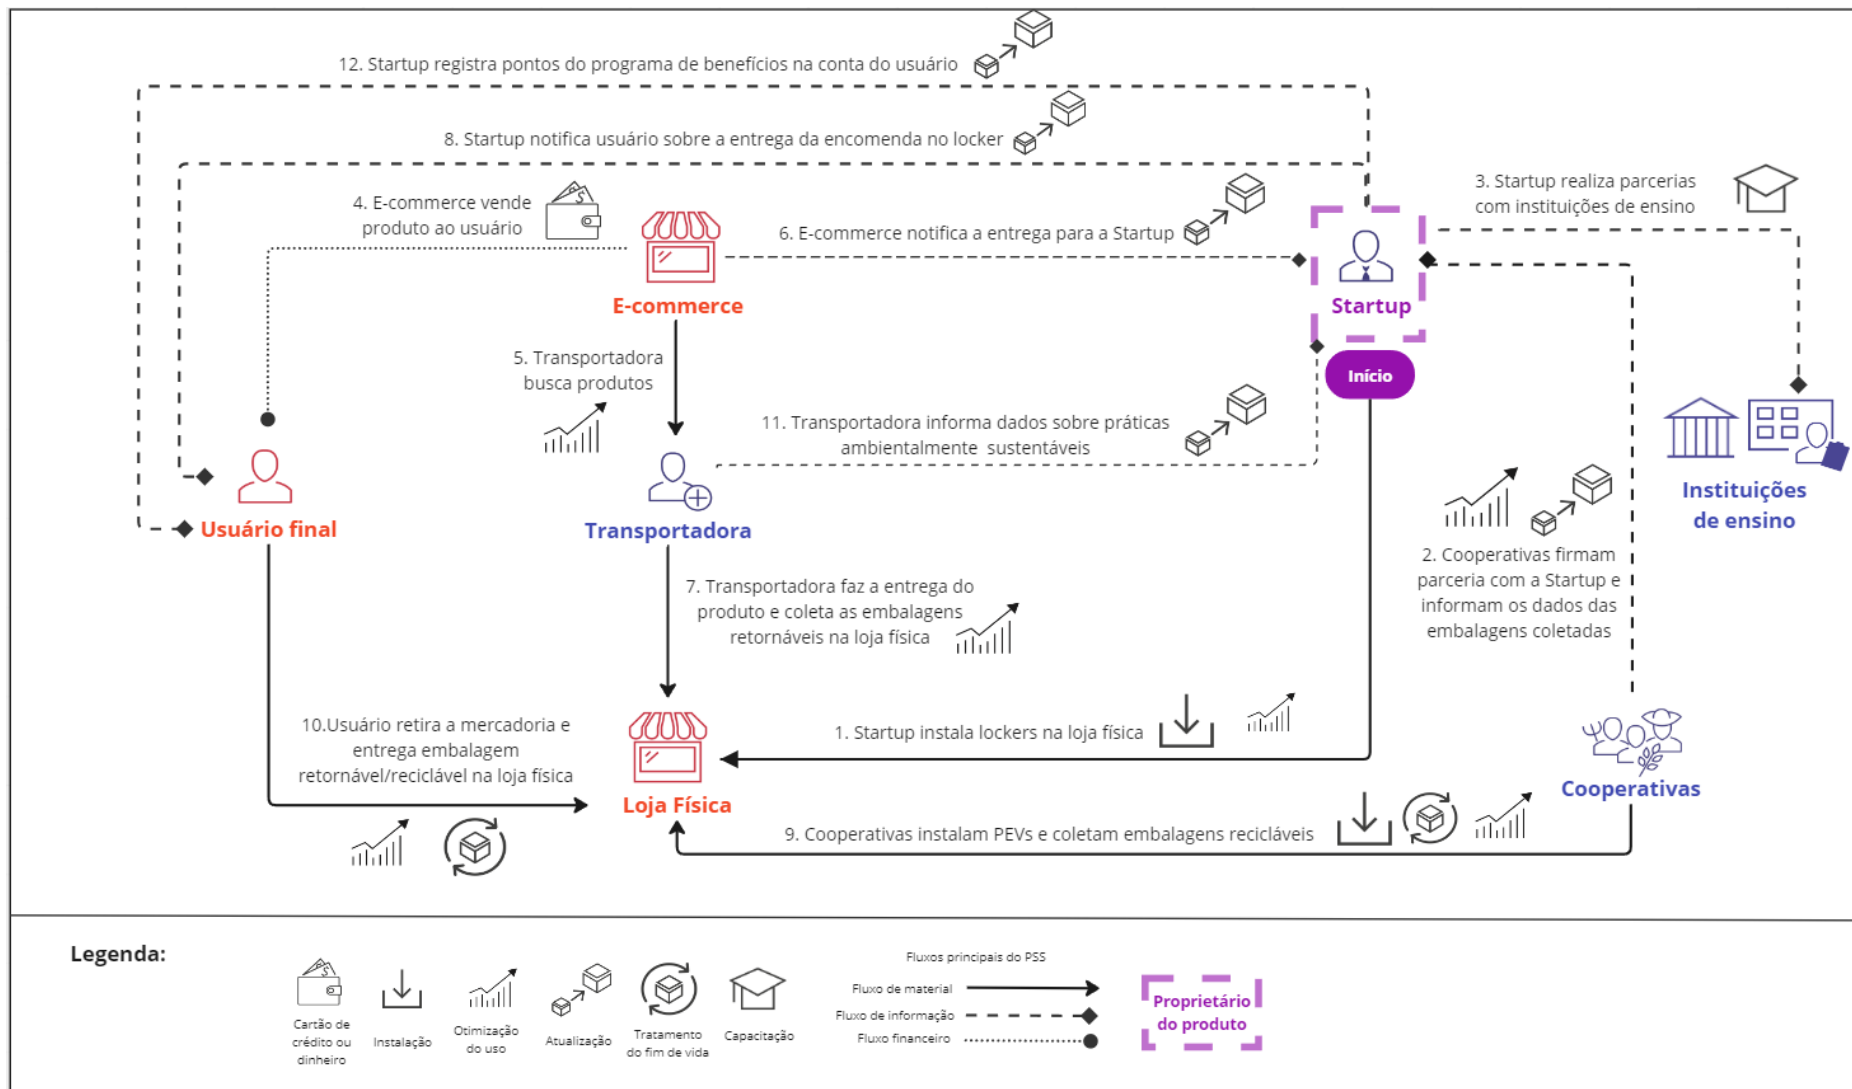 12. Startup registra pontos do programa de benefícios na conta do usuário
8. Startup notifica usuário sobre a entrega da encomenda no locker
3. Startup realiza parcerias
com instituições de ensino
4. E-commerce vende
produto ao usuário
6. E-commerce notifica a entrega para a Startup
E-commerce
Startup
Início
5. Transportadora
busca produtos
11. Transportadora informa dados sobre práticas
ambientalmente sustentáveis
Instituições
de ensino
Usuário final
Transportadora
2. Cooperativas firmam
parceria com a Startup e
informam os dados das
embalagens coletadas
7. Transportadora faz a entrega do
produto e coleta as embalagens
retornáveis na loja física
10.Usuário retira a mercadoria e
entrega embalagem
retornável/reciclável na loja física
1. Startup instala lockers na loja física
Loja Física
Cooperativas
9. Cooperativas instalam PEVs e coletam embalagens recicláveis
Legenda:
Cartão de
crédito ou
dinheiro
Instalação
Otimização
do uso
Atualização
Tratamento
do fim de vida
Capacitação
Fluxos principais do PSS
Fluxo de material
Fluxo de informação
Fluxo financeiro
Proprietário
do produto